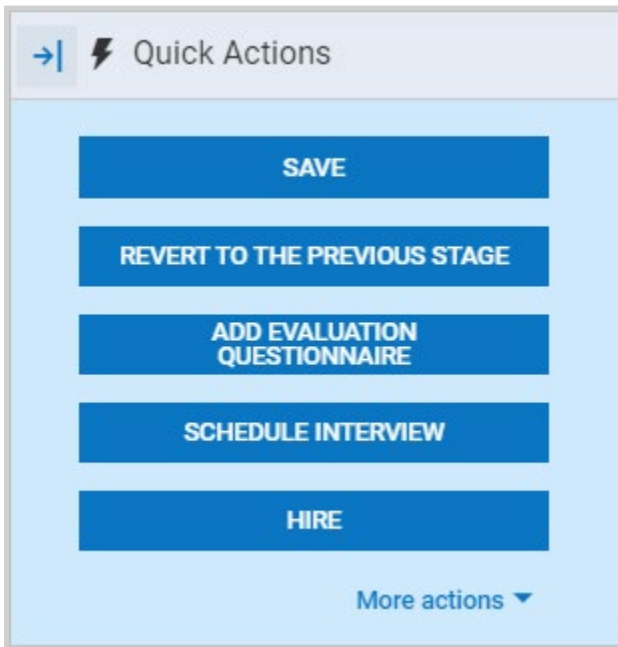 Quick Actions
SAVE
REVERT TO THE PREVIOUS STAGE
ADD EVALUATION
QUESTIONNAIRE
SCHEDULE INTERVIEW
HIRE
More actions